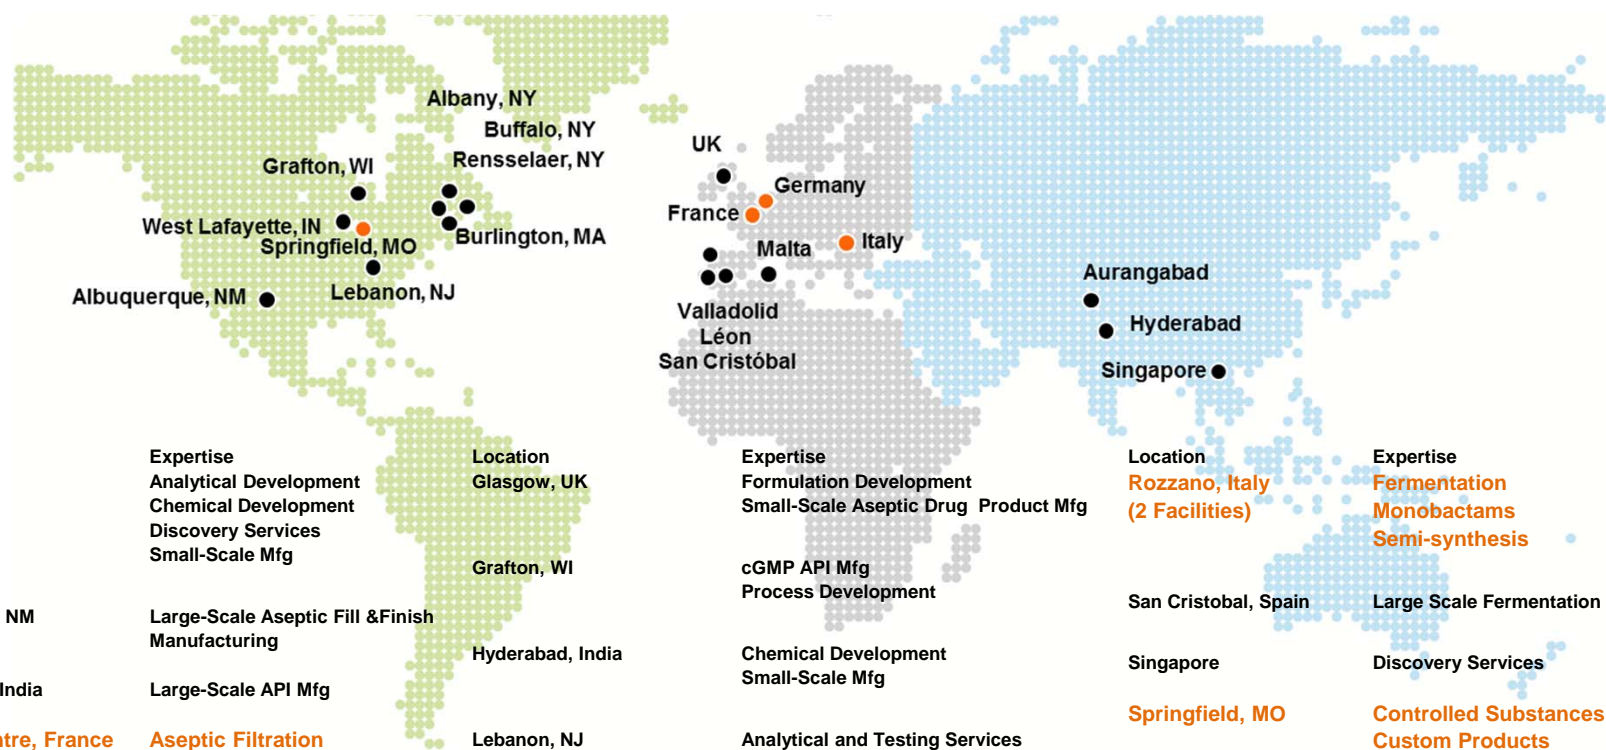 Albany, NY
Buffalo, NY
Rensselaer, NY
Grafton, WI
West Lafayette, IN
Springfield, MO
Burlington, MA
Lebanon, NJ
Albuquerque, NM
UK
Germany
France
Malta
Italy
Valladolid
Léon
San Cristóbal
Aurangabad
Hyderabad
Singapore
Expertise
Analytical Development
Chemical Development
Discovery Services
Small-Scale Mfg
NM
Large-Scale Aseptic Fill &Finish
Manufacturing
India
Large-Scale API Mfg
ntre, France
Aseptic Filtration
Location
Glasgow, UK
Grafton, WI
Hyderabad, India
Lebanon, NJ
Expertise
Formulation Development
Small-Scale Aseptic Drug Product Mfg
cGMP API Mfg
Process Development
Chemical Development
Small-Scale Mfg
Analytical and Testing Services
Location
Rozzano, Italy
(2 Facilities)
San Cristobal, Spain
Singapore
Springfield, MO
Expertise
Fermentation
Monobactams
Semi-synthesis
Large Scale Fermentation
Discovery Services
Controlled Substances
Custom Products